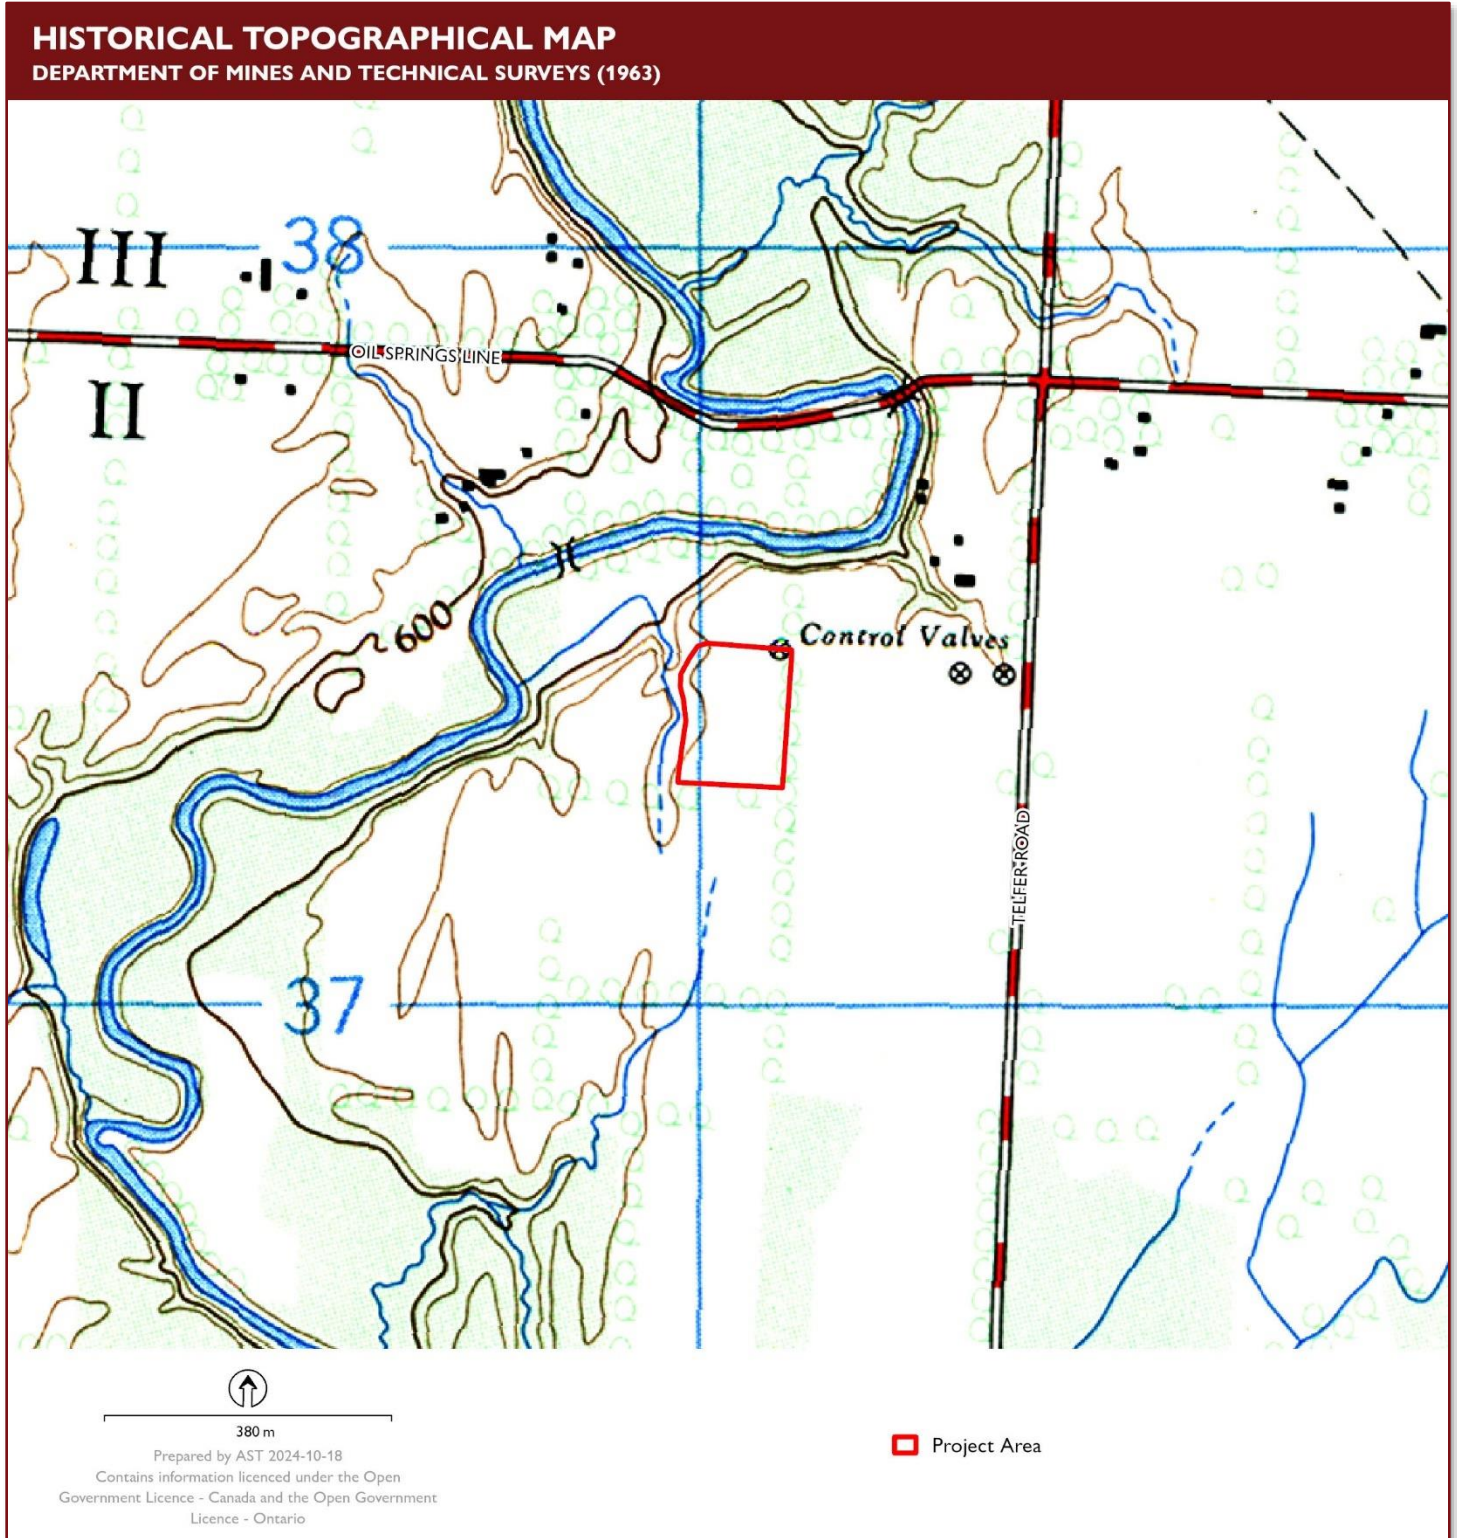 HISTORICAL TOPOGRAPHICAL MAP
DEPARTMENT OF MINES AND TECHNICAL SURVEYS (1963)
III
38
OIL SPRINGS LINE
II
600
Control Valves
TELFER ROAD
37
380 m
Prepared by AST 2024-10-18
Contains information licenced under the Open
Government Licence - Canada and the Open Government
Licence - Ontario
Project Area